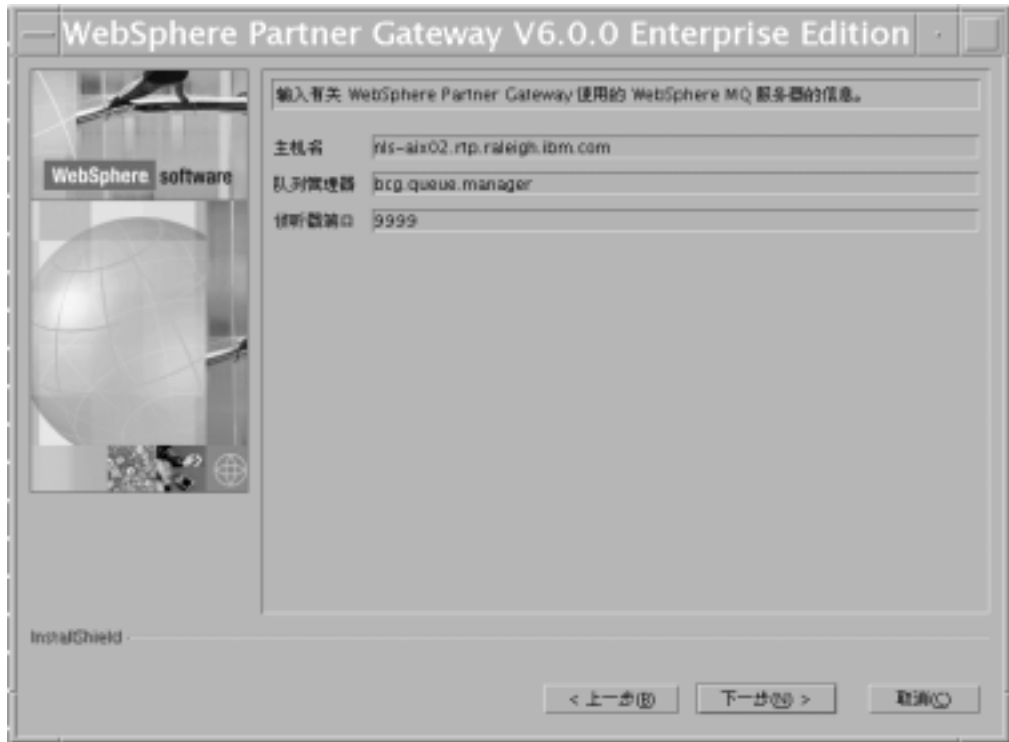 WebSphere Partner Gateway V6.0.0 Enterprise Edition
WebSphere software
输入有关 WebSphere Partner Gateway 使用的 WebSphere MQ 服务器的信息。
主机名 nls-aix02.rtp.raleigh.ibm.com
队列管理器 bcg.queue.manager
侦听器端口 9999
InstallShield
< 上一步(B)
下一步(N) >
取消(C)